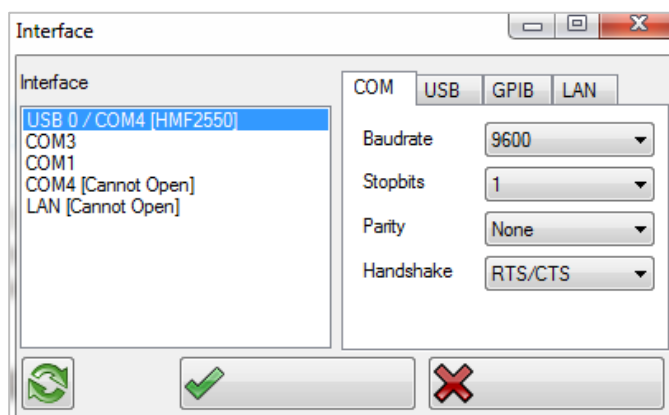 Interface
Interface
USB 0 / COM4 [HMF2550]
COM3
COM1
COM4 [Cannot Open]
LAN [Cannot Open]
COM USB GPIB LAN
Baudrate 9600
Stopbits 1
Parity None
Handshake RTS/CTS